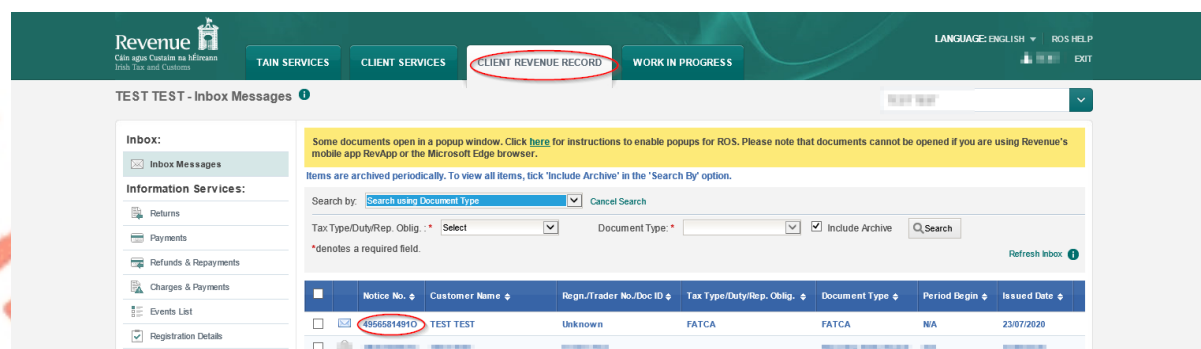 Revenue
Cáin agus Custaim na hÉireann
Irish Tax and Customs
TAIN SERVICES
CLIENT SERVICES
CLIENT REVENUE RECORD
WORK IN PROGRESS
LANGUAGE: ENGLISH
ROS HELP
EXIT
TEST TEST - Inbox Messages
Inbox:
Inbox Messages
Information Services:
Returns
Payments
Refunds & Repayments
Charges & Payments
Events List
Registration Details
Some documents open in a popup window. Click here for instructions to enable popups for ROS. Please note that documents cannot be opened if you are using Revenue's
mobile app RevApp or the Microsoft Edge browser.
Items are archived periodically. To view all items, tick 'Include Archive' in the 'Search By' option.
Search by: Search using Document Type Cancel Search
Tax Type/Duty/Rep. Oblig. : * Select Document Type: * Include Archive Search
*denotes a required field.
Refresh Inbox
Notice No. Customer Name Regn./Trader No./Doc ID Tax Type/Duty/Rep. Oblig. Document Type Period Begin Issued Date
4956581491O TEST TEST Unknown FATCA FATCA N/A 23/07/2020